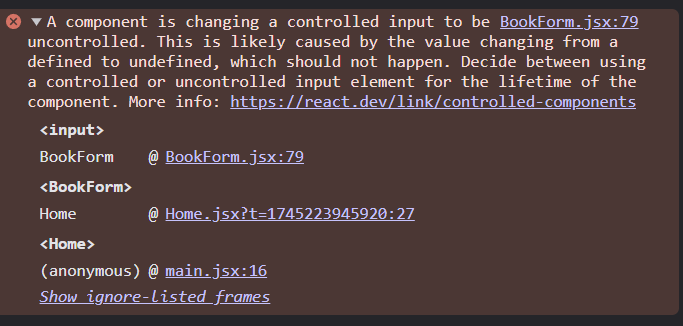 A component is changing a controlled input to be BookForm.jsx:79
uncontrolled. This is likely caused by the value changing from a
defined to undefined, which should not happen. Decide between using
a controlled or uncontrolled input element for the lifetime of the
component. More info: https://react.dev/link/controlled-components
<input>
BookForm @ BookForm.jsx:79
<BookForm>
Home @ Home.jsx?t=1745223945920:27
<Home>
(anonymous) @ main.jsx:16
Show ignore-listed frames